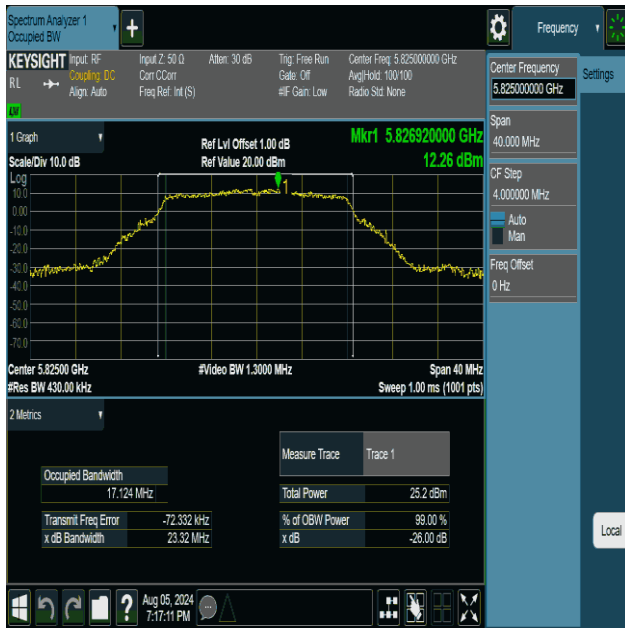 Spectrum Analyzer 1
Occupied BW
+
Frequency
KEYSIGHT
RL
Input: RF
Coupling: DC
Align: Auto
Input Z: 50 Ω
Corr CCorr
Freq Ref: Int (S)
Atten: 30 dB
Trig: Free Run
Gate: Off
#IF Gain: Low
Center Freq: 5.825000000 GHz
Avg|Hold: 100/100
Radio Std: None
LM
1 Graph
Scale/Div 10.0 dB
Ref Lvl Offset 1.00 dB
Ref Value 20.00 dBm
Mkr1 5.826920000 GHz
12.26 dBm
Log
10.0
0.00
-10.0
-20.0
-30.0
-40.0
-50.0
-60.0
-70.0
1
Center 5.82500 GHz
#Res BW 430.00 kHz
#Video BW 1.3000 MHz
Span 40 MHz
Sweep 1.00 ms (1001 pts)
2 Metrics
Measure Trace Trace 1
Occupied Bandwidth
17.124 MHz
Total Power 25.2 dBm
Transmit Freq Error -72.332 kHz
% of OBW Power 99.00 %
x dB Bandwidth 23.32 MHz
x dB -26.00 dB
Center Frequency
5.825000000 GHz
Settings
Span
40.000 MHz
CF Step
4.000000 MHz
Auto
Man
Freq Offset
0 Hz
Local
?
Aug 05, 2024
7:17:11 PM